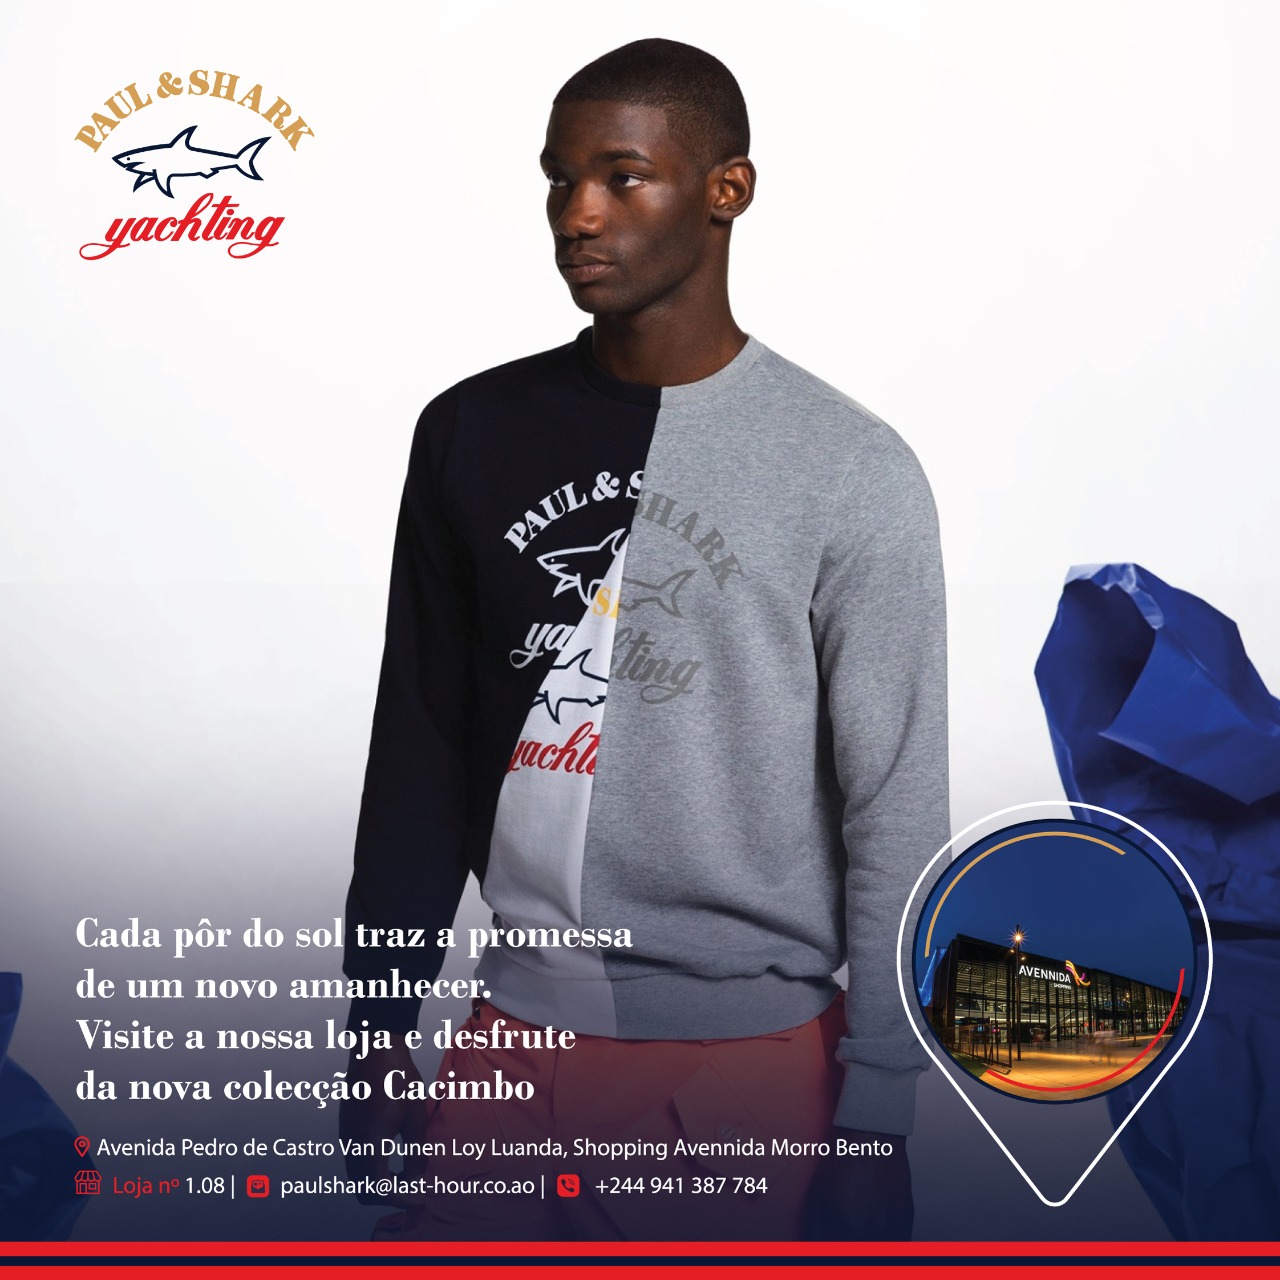 PAUL & SHARK
yachting
PAUL & SHARK
yachting
yachti
Cada pôr do sol traz a promessa
de um novo amanhecer.
Visite a nossa loja e desfrute
da nova colecção Cacimbo
AVENNIDA
SHOPPING
Avenida Pedro de Castro Van Dunen Loy Luanda, Shopping Avennida Morro Bento
Loja nº 1.08 | paulshark@last-hour.co.ao | +244 941 387 784